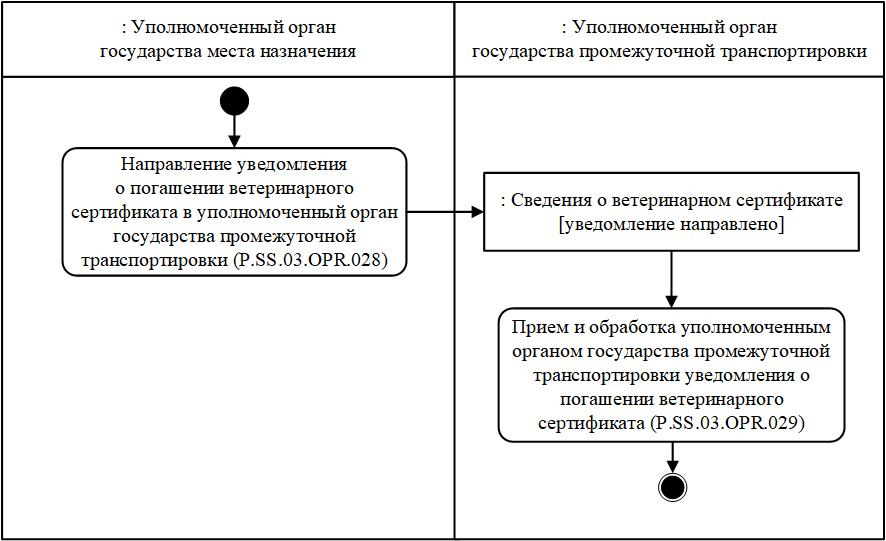 : Уполномоченный орган
государства места назначения
: Уполномоченный орган
государства промежуточной транспортировки
Направление уведомления
о погашении ветеринарного
сертификата в уполномоченный орган
государства промежуточной
транспортировки (P.SS.03.OPR.028)
: Сведения о ветеринарном сертификате
[уведомление направлено]
Прием и обработка уполномоченным
органом государства промежуточной
транспортировки уведомления о
погашении ветеринарного
сертификата (P.SS.03.OPR.029)